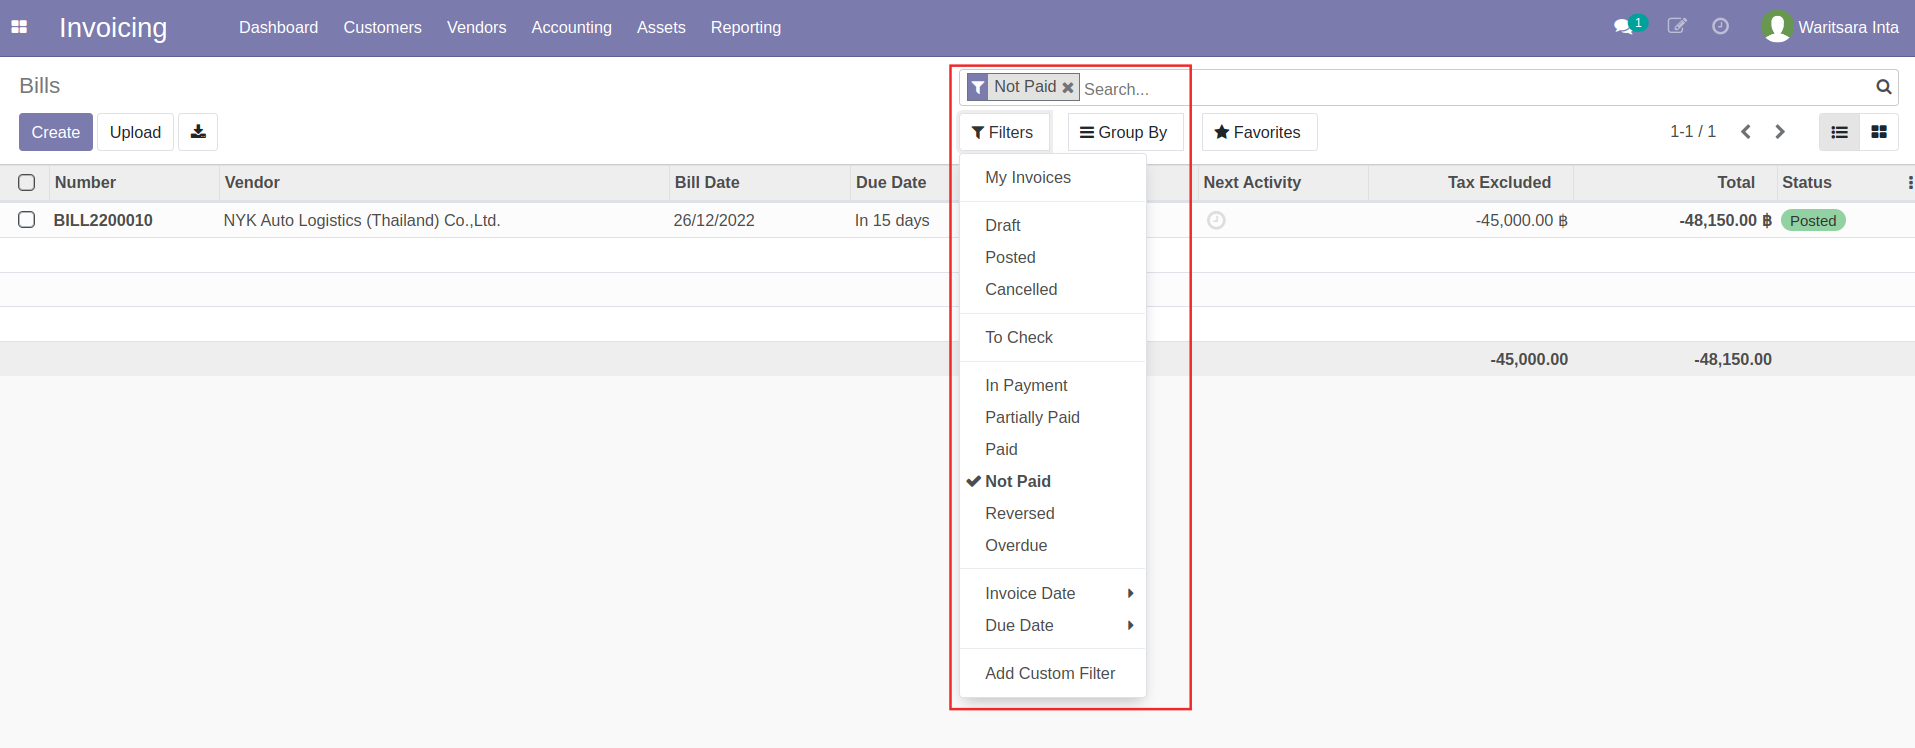 Invoicing Dashboard Customers Vendors Accounting Assets Reporting 1 Waritsara Inta
Bills
Not Paid Search...
Create Upload Filters Group By Favorites 1-1 / 1
Number Vendor Bill Date Due Date Next Activity Tax Excluded Total Status
BILL2200010 NYK Auto Logistics (Thailand) Co.,Ltd. 26/12/2022 In 15 days -45,000.00 ฿ -48,150.00 ฿ Posted
-45,000.00 -48,150.00
My Invoices
Draft
Posted
Cancelled
To Check
In Payment
Partially Paid
Paid
Not Paid
Reversed
Overdue
Invoice Date
Due Date
Add Custom Filter